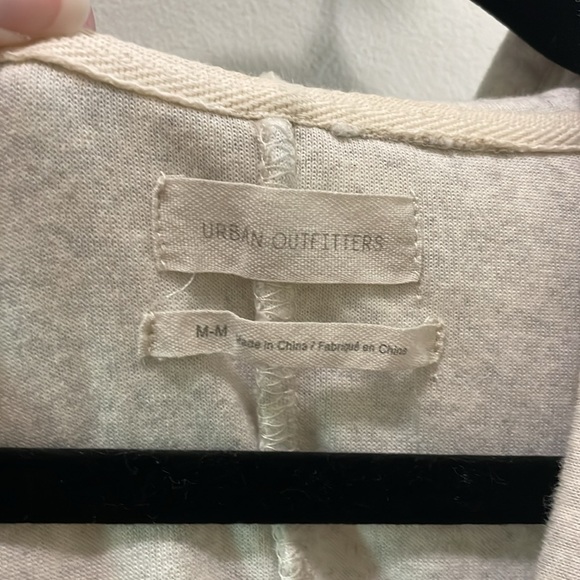 URBAN OUTFITTERS
M-M
Made in China / Fabriqué en Chine